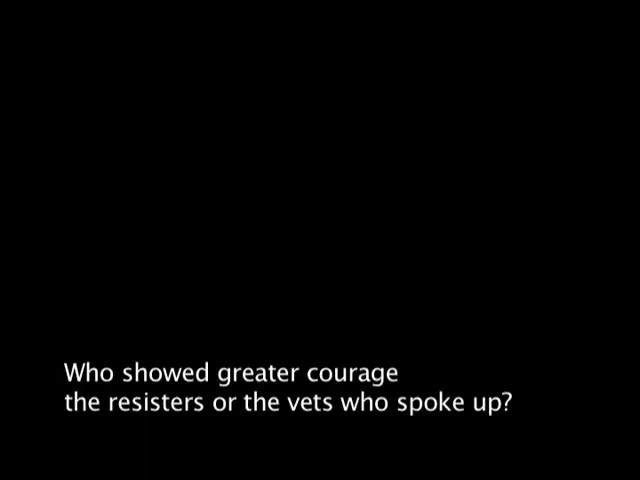 Who showed greater courage
the resisters or the vets who spoke up?